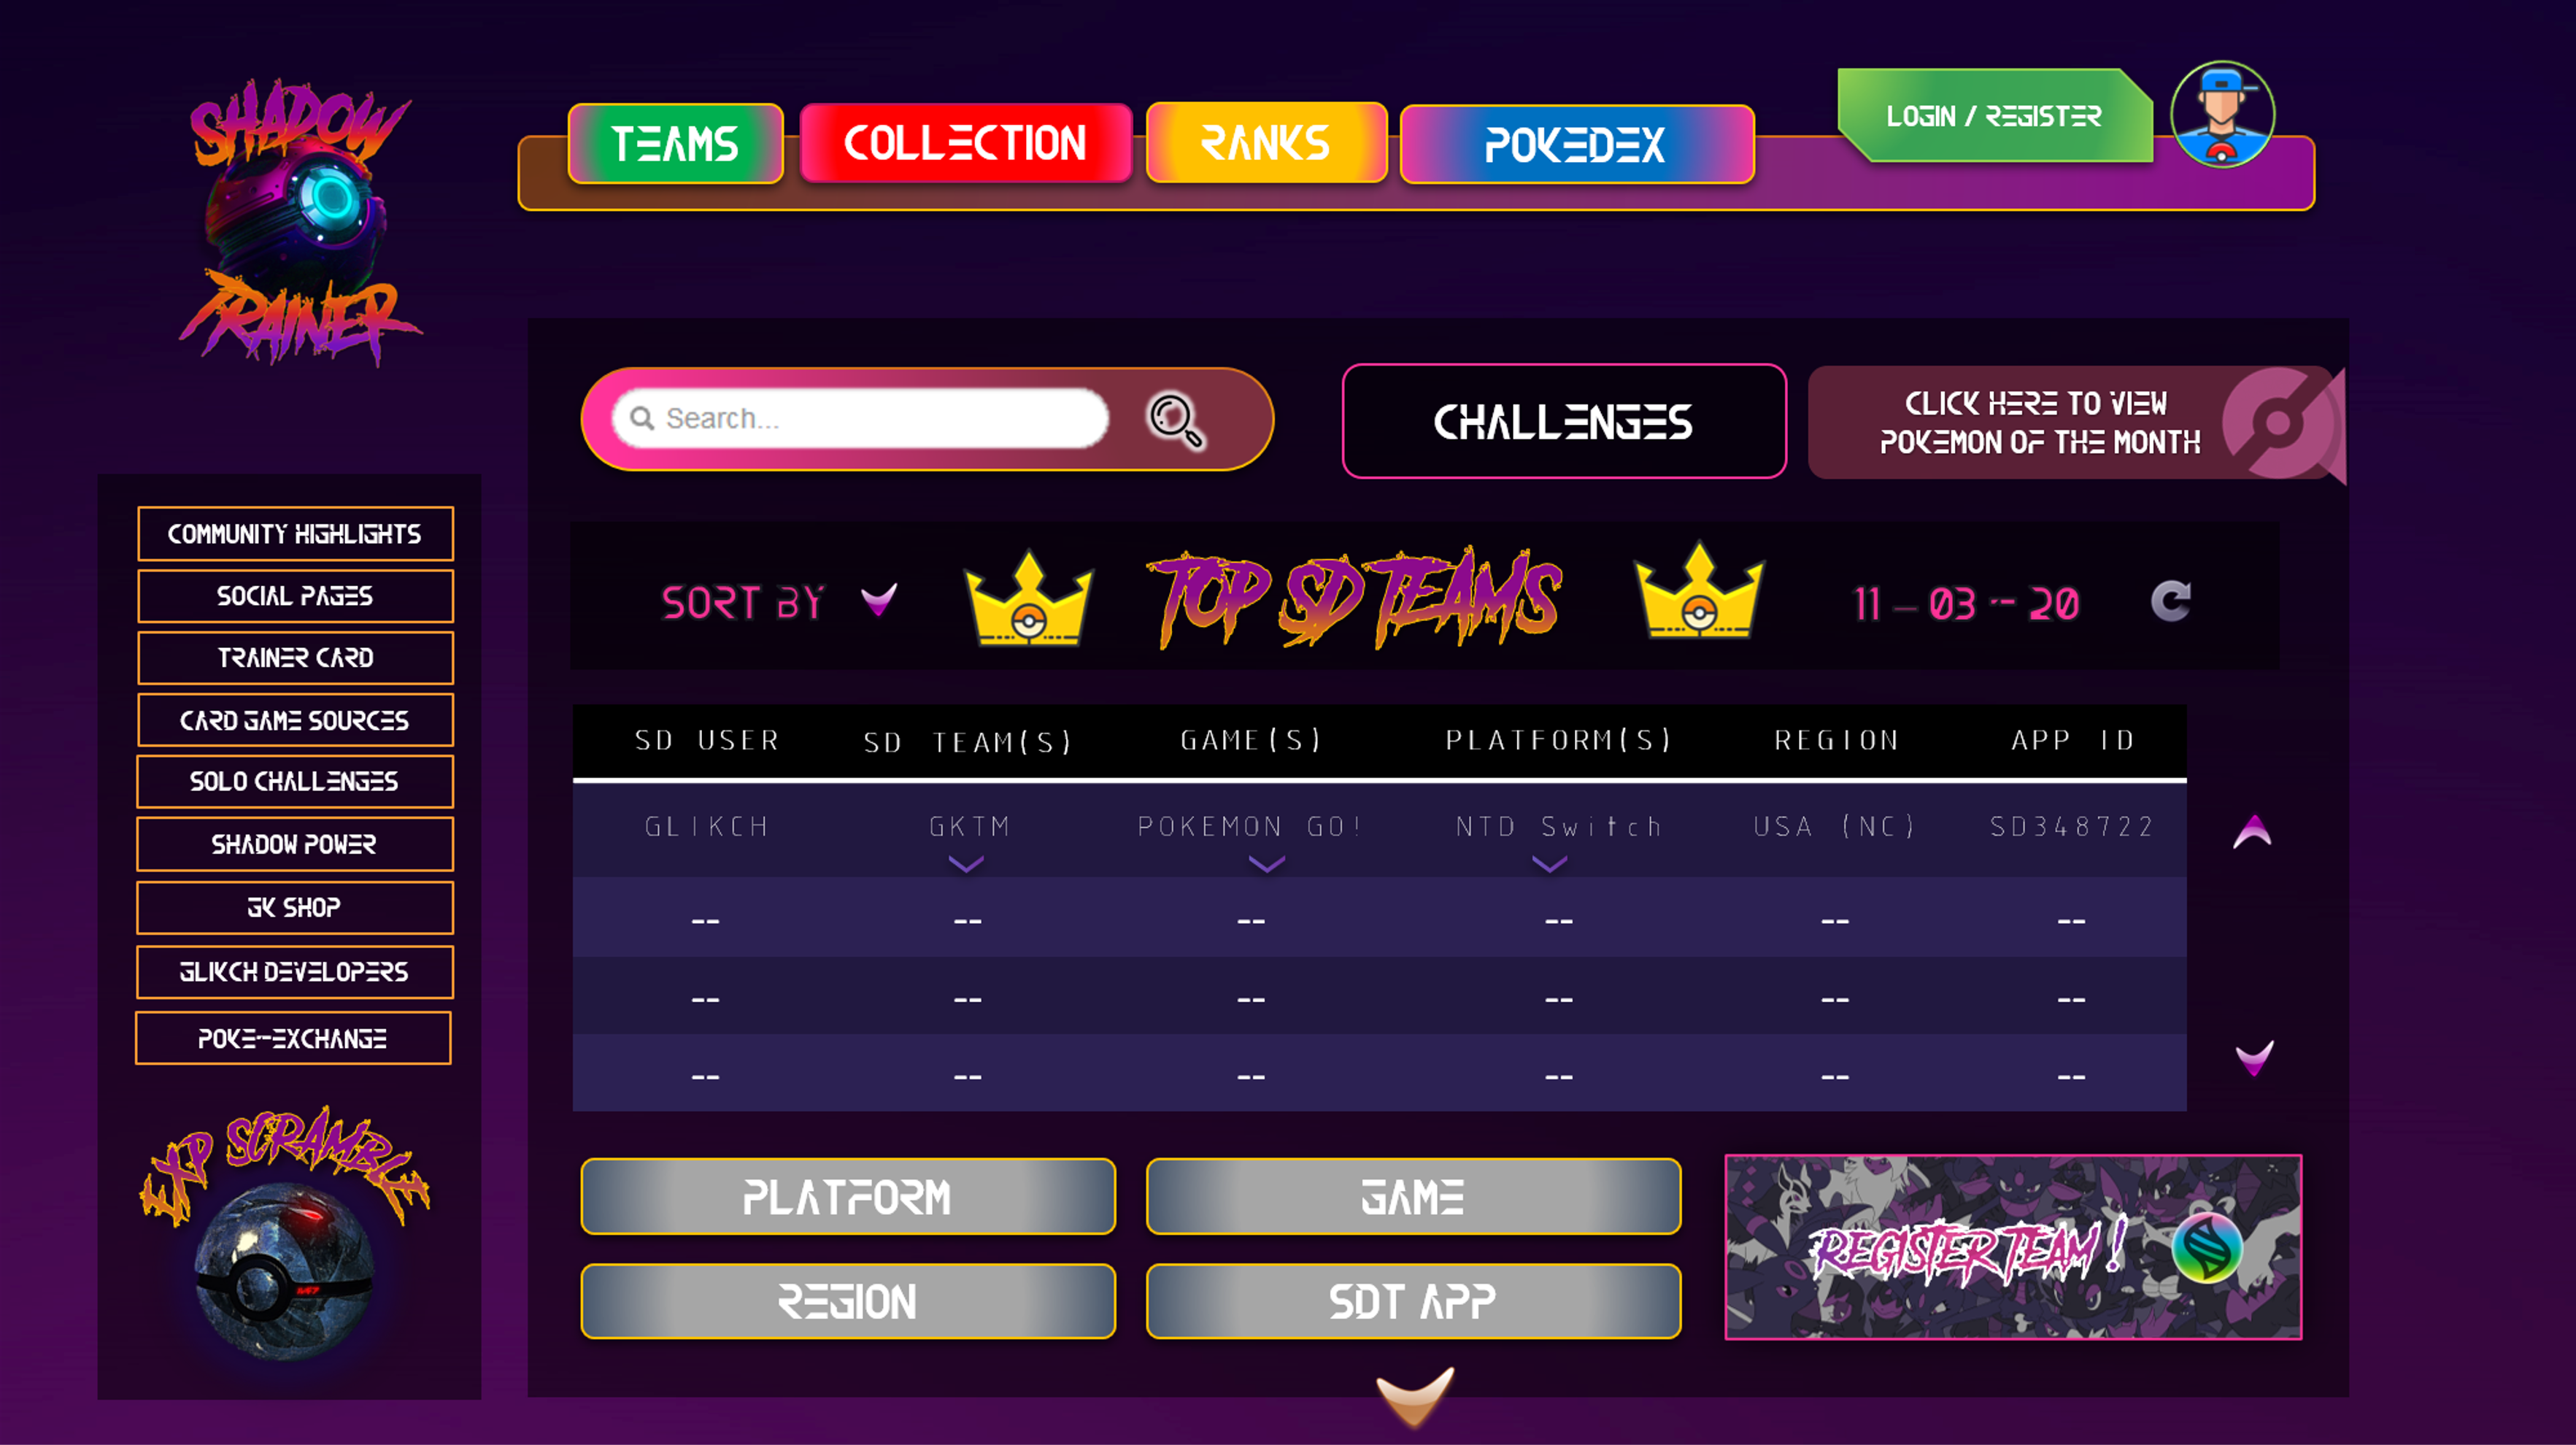 SHADOW
TRAINER
TEAMS
COLLECTION
RANKS
POKEDEX
LOGIN / REGISTER
Search...
CHALLENGES
CLICK HERE TO VIEW
POKEMON OF THE MONTH
COMMUNITY HIGHLIGHTS
SOCIAL PAGES
TRAINER CARD
CARD GAME SOURCES
SOLO CHALLENGES
SHADOW POWER
GK SHOP
GLIKCH DEVELOPERS
POKE-EXCHANGE
EXP SCRAMBLE
SORT BY
TOP SD TEAMS
11 - 03 - 20
SD USER SD TEAM(S) GAME(S) PLATFORM(S) REGION APP ID
GLIKCH GKTM POKEMON GO! NTD Switch USA (NC) SD348722
-- -- -- -- -- --
-- -- -- -- -- --
-- -- -- -- -- --
PLATFORM
GAME
REGION
SDT APP
REGISTER TEAM!